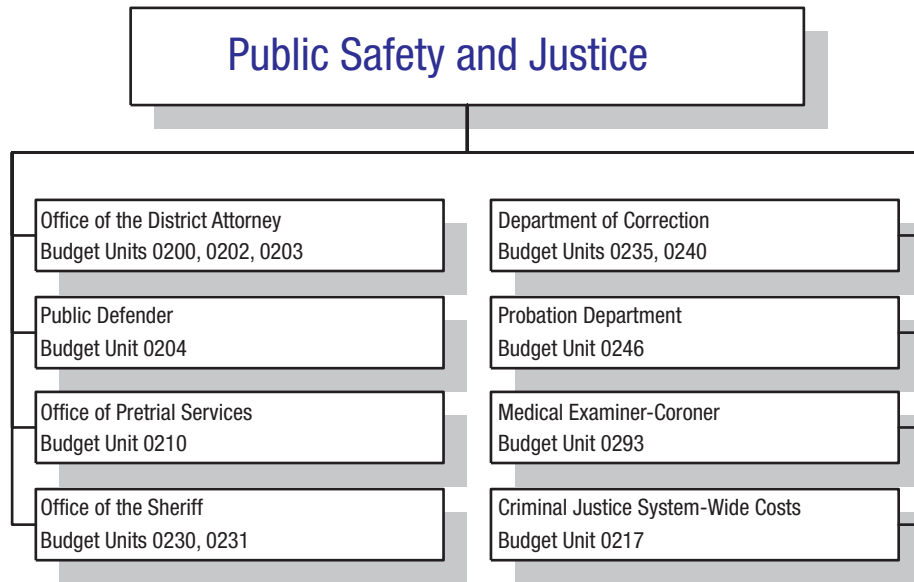 Public Safety and Justice
Office of the District Attorney
Budget Units 0200, 0202, 0203
Public Defender
Budget Unit 0204
Office of Pretrial Services
Budget Unit 0210
Office of the Sheriff
Budget Units 0230, 0231
Department of Correction
Budget Units 0235, 0240
Probation Department
Budget Unit 0246
Medical Examiner-Coroner
Budget Unit 0293
Criminal Justice System-Wide Costs
Budget Unit 0217